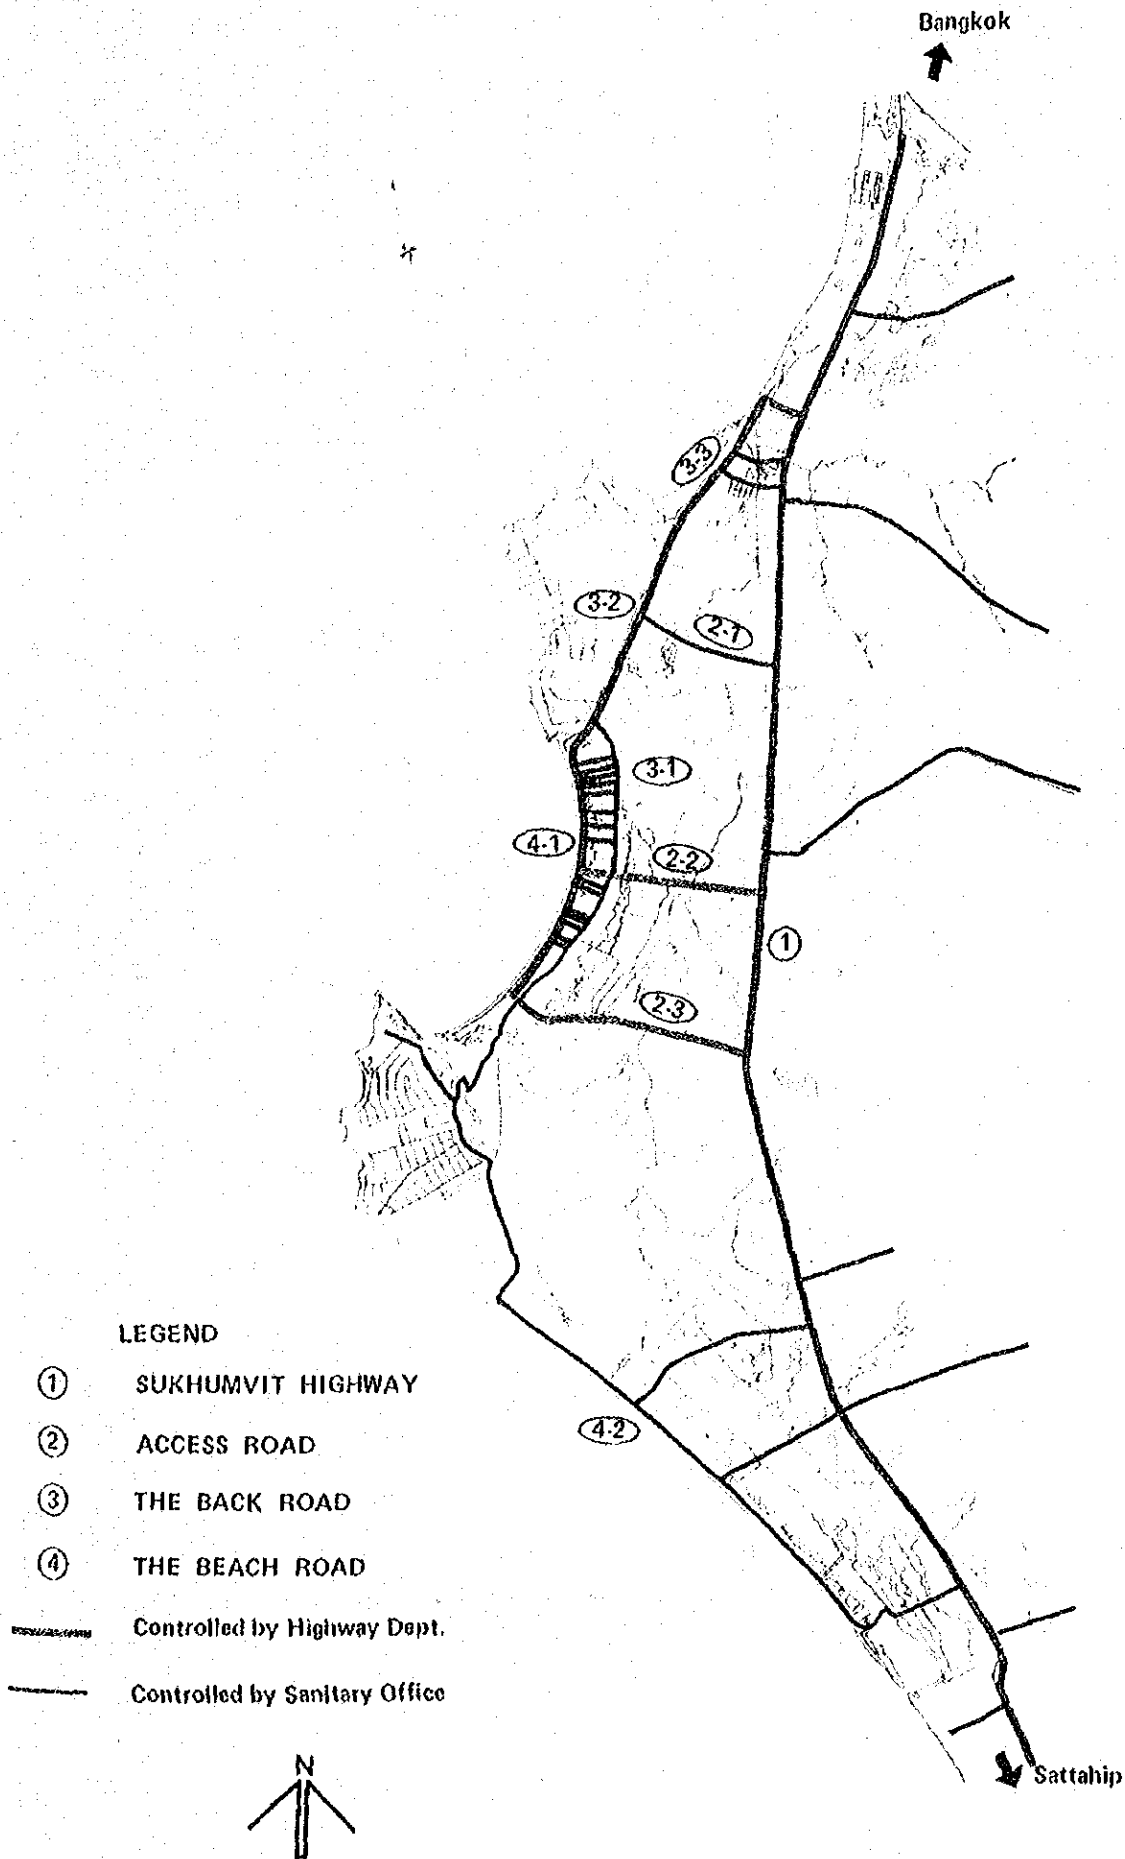 Bangkok
3-3
3-2
2-1
3-1
4-1
2-2
1
2-3
LEGEND
1 SUKHUMVIT HIGHWAY
2 ACCESS ROAD
3 THE BACK ROAD
4-2
4 THE BEACH ROAD
Controlled by Highway Dept.
Controlled by Sanitary Office
N
Sattahip